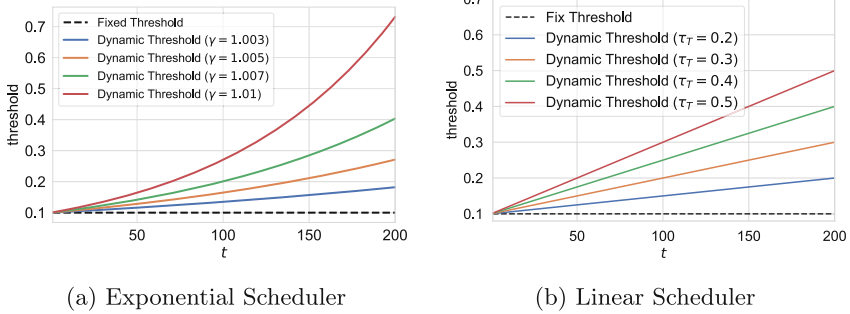 0.7
0.6
0.5
0.4
0.3
0.2
0.1
threshold
Fixed Threshold
Dynamic Threshold (γ = 1.003)
Dynamic Threshold (γ = 1.005)
Dynamic Threshold (γ = 1.007)
Dynamic Threshold (γ = 1.01)
50
100
150
200
t
(a) Exponential Scheduler
0.7
0.6
0.5
0.4
0.3
0.2
0.1
threshold
Fix Threshold
Dynamic Threshold (τ_T = 0.2)
Dynamic Threshold (τ_T = 0.3)
Dynamic Threshold (τ_T = 0.4)
Dynamic Threshold (τ_T = 0.5)
50
100
150
200
t
(b) Linear Scheduler